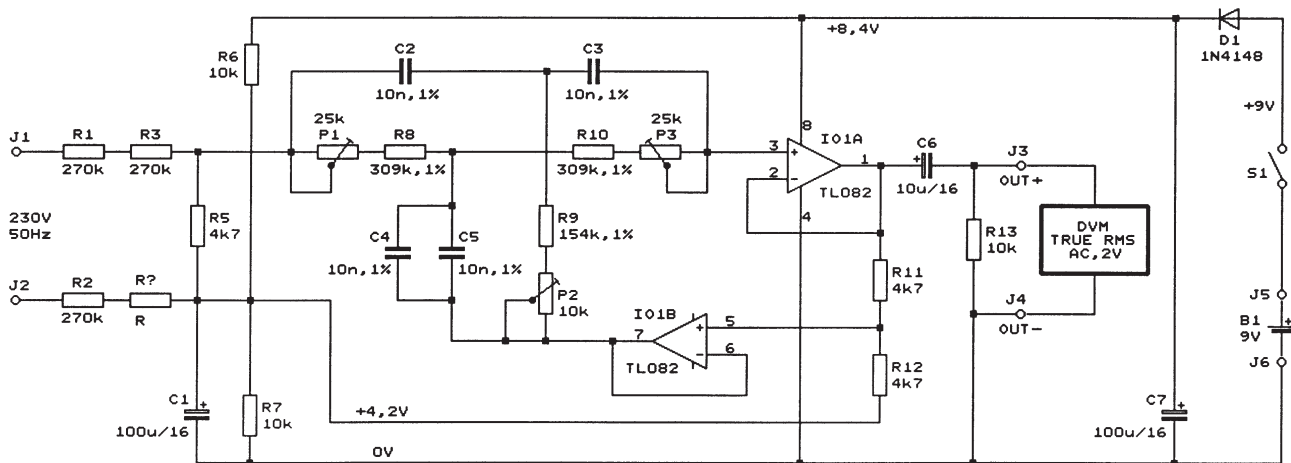 +8,4V
D1
1N4148
R6
10k
C2
10n,1%
C3
10n,1%
+9V
J1
R1
270k
R3
270k
25k
P1
R8
309k,1%
R10
309k,1%
25k
P3
8
3
+
2
-
1
IO1A
TL082
4
C6
+
10u/16
J3
OUT+
S1
230V
50Hz
R5
4k7
C4
10n,1%
C5
10n,1%
R9
154k,1%
R13
10k
DVM
TRUE RMS
AC,2V
J2
R2
270k
R?
R
P2
10k
R11
4k7
J4
OUT-
J5
B1
9V
+
J6
IO1B
7
+
5
-
6
TL082
R12
4k7
C1
+
100u/16
R7
10k
+4,2V
0V
C7
+
100u/16